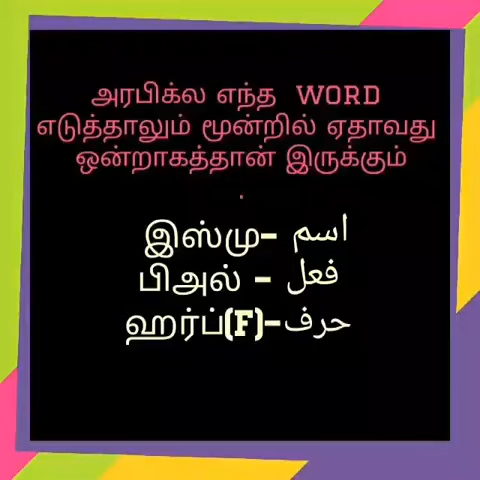 அரபிக்ல எந்த WORD
எடுத்தாலும் மூன்றில் ஏதாவது
ஒன்றாகத்தான் இருக்கும்
.
இஸ்மு- اسم
பிஅல் - فعل
ஹர்ப்(F)-حرف